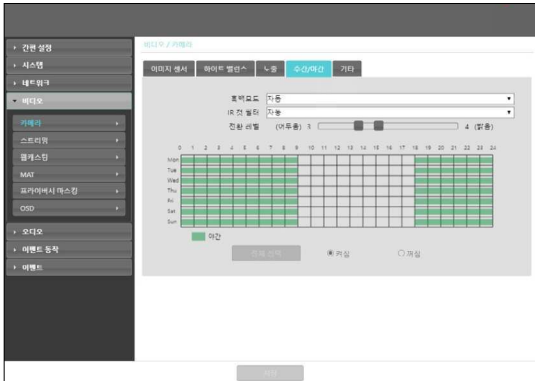 비디오 / 카메라
간편 설정
시스템
네트워크
비디오
카메라
스트리밍
웹캐스팅
MAT
프라이버시 마스킹
OSD
오디오
이벤트 동작
이벤트
이미지 센서 화이트 밸런스 노출 주간/야간 기타
흑백모드 자동
IR 컷 필터 자동
전환 레벨 (어두움) 3 4 (밝음)
0 1 2 3 4 5 6 7 8 9 10 11 12 13 14 15 16 17 18 19 20 21 22 23 24
Mon
Tue
Wed
Thu
Fri
Sat
Sun
야간
전체 선택 켜짐 꺼짐